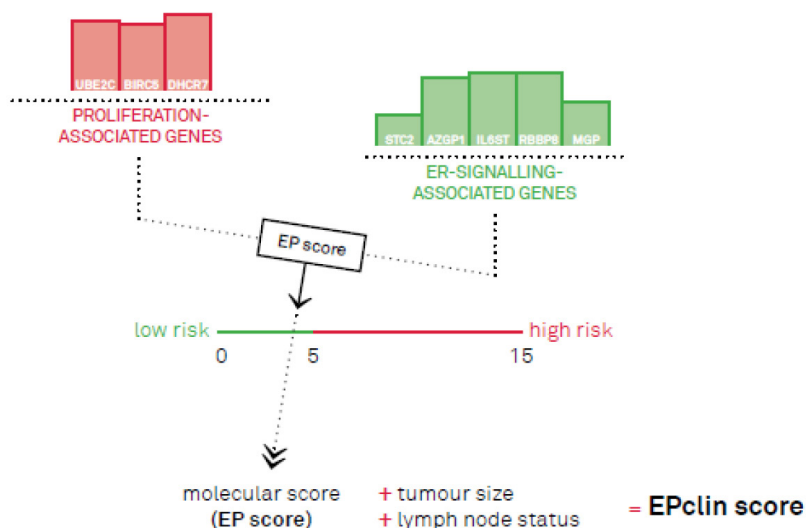 UBE2C BIRC5 DHCR7
PROLIFERATION-
ASSOCIATED GENES
STC2 AZGP1 IL6ST RBBP8 MGP
ER-SIGNALLING-
ASSOCIATED GENES
EP score
low risk high risk
0 5 15
molecular score + tumour size
(EP score) + lymph node status
= EPclin score